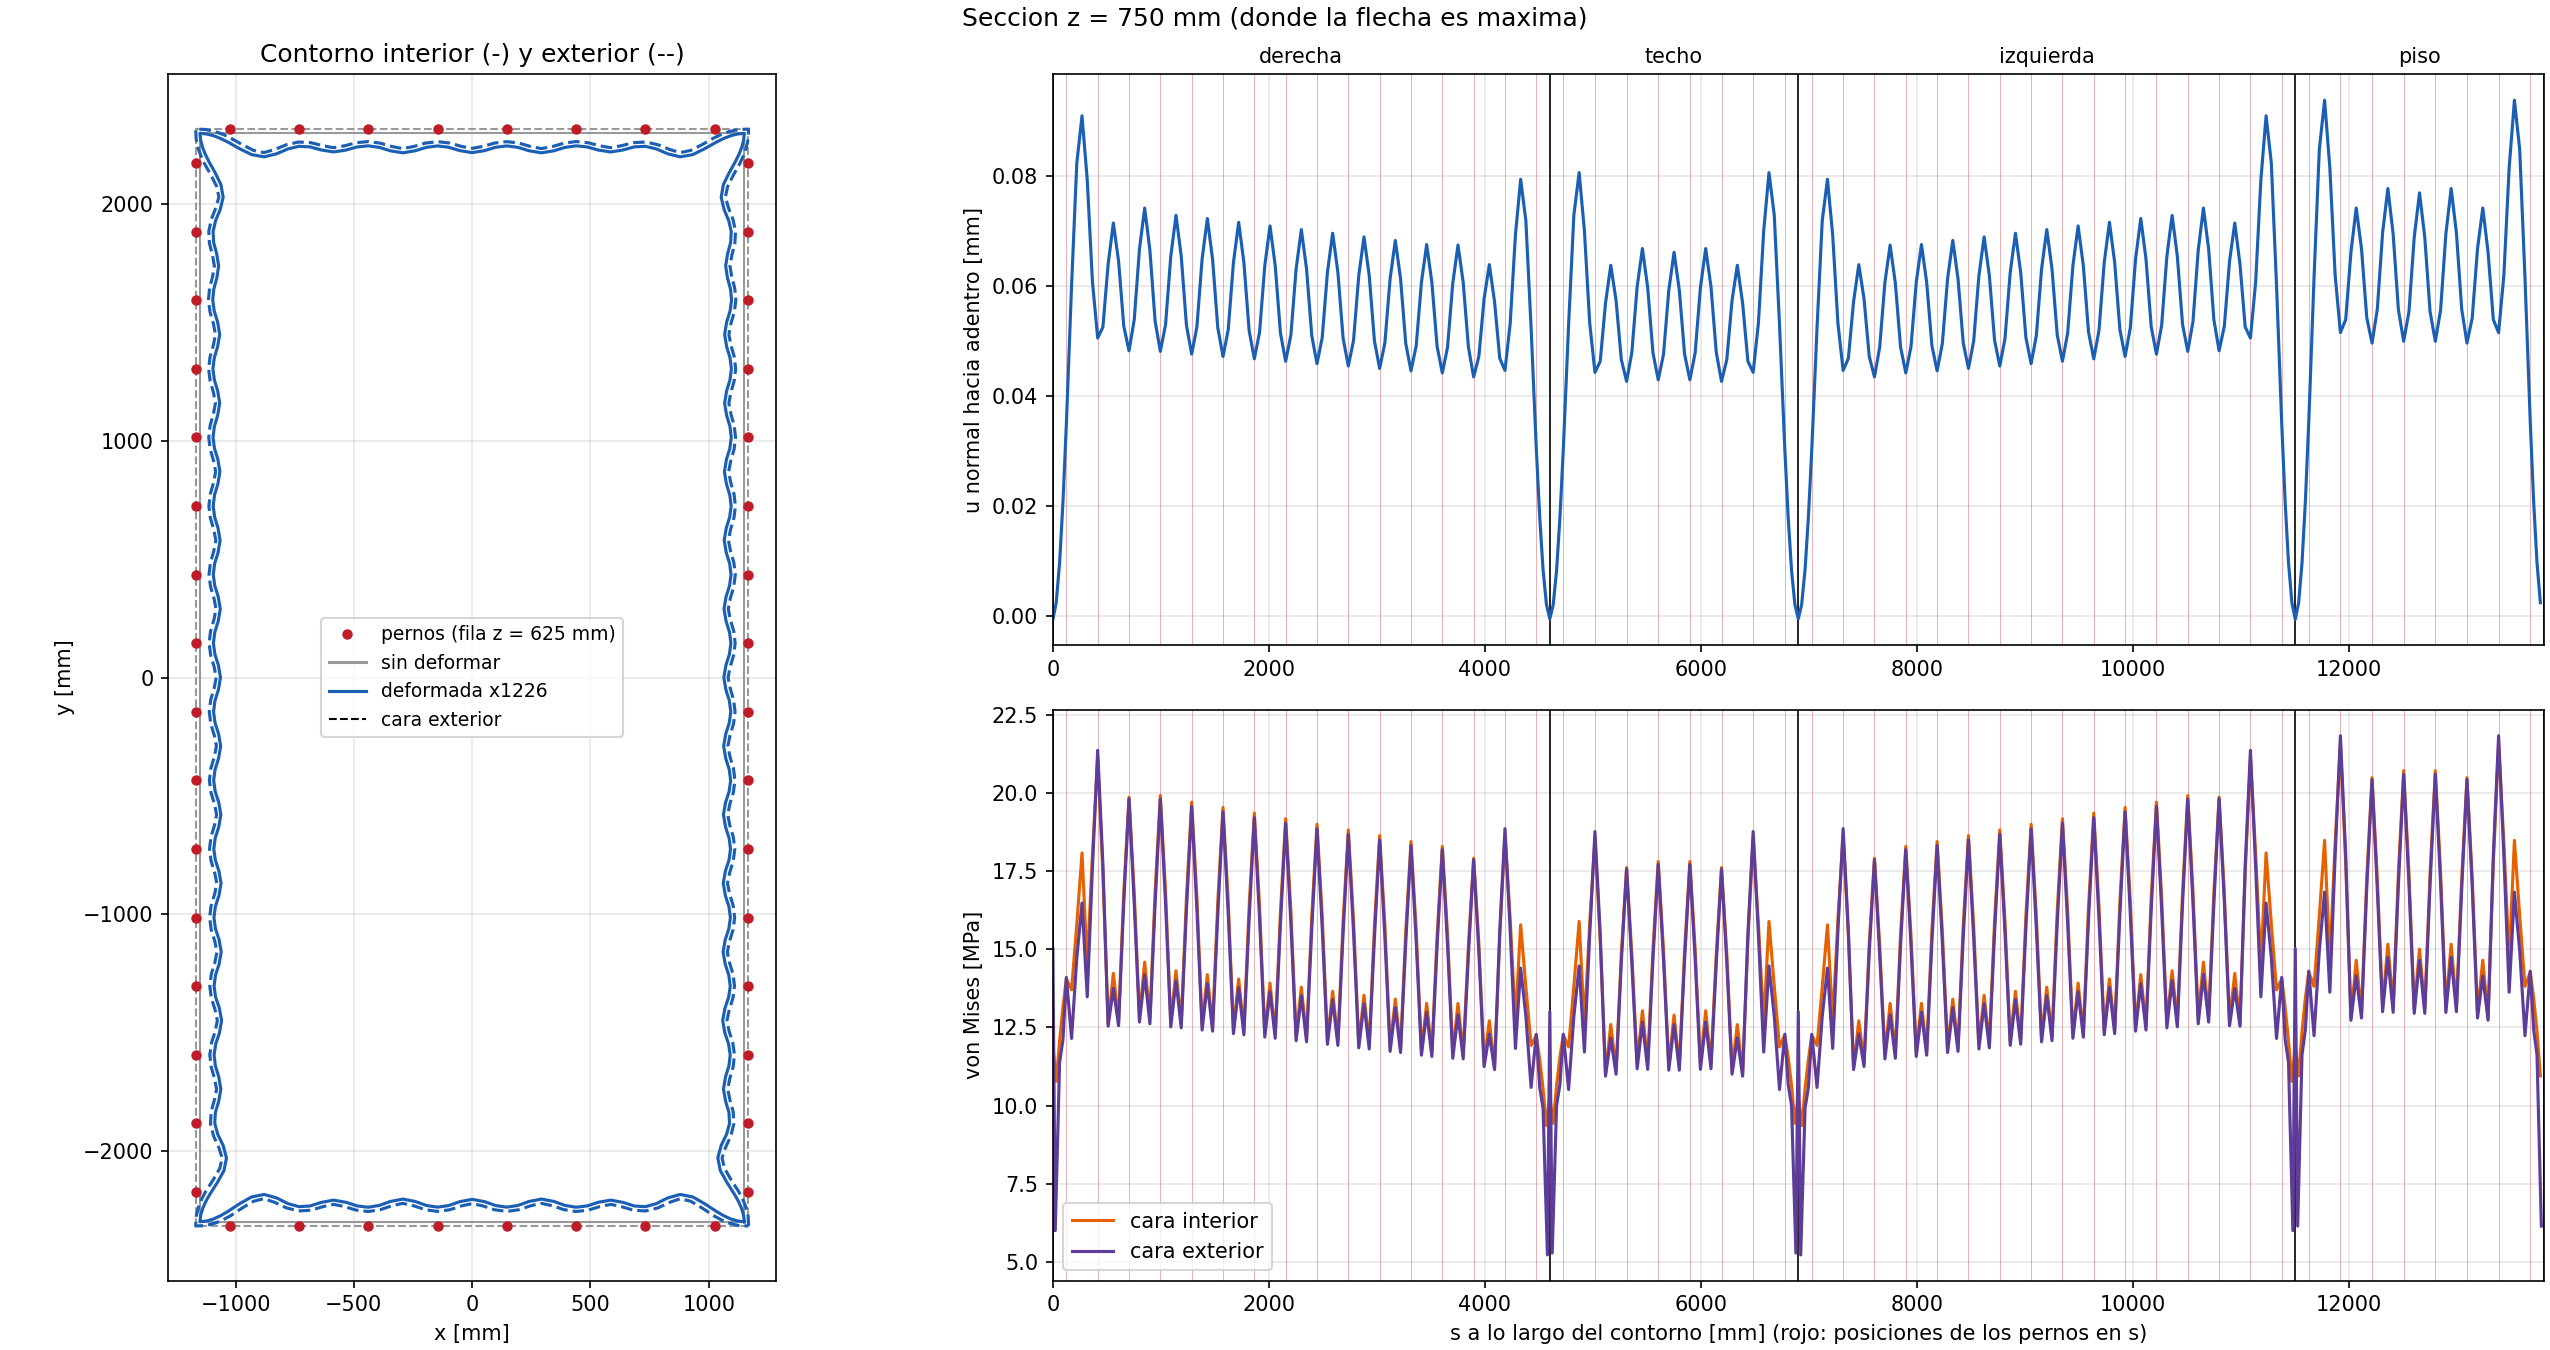 Seccion z = 750 mm (donde la flecha es maxima)
Contorno interior (-) y exterior (--)
2000
1000
0
−1000
−2000
y [mm]
−1000
−500
0
500
1000
x [mm]
pernos (fila z = 625 mm)
sin deformar
deformada x1226
cara exterior
derecha
techo
izquierda
piso
0.08
0.06
0.04
0.02
0.00
u normal hacia adentro [mm]
0
2000
4000
6000
8000
10000
12000
22.5
20.0
17.5
15.0
12.5
10.0
7.5
5.0
von Mises [MPa]
cara interior
cara exterior
0
2000
4000
6000
8000
10000
12000
s a lo largo del contorno [mm] (rojo: posiciones de los pernos en s)